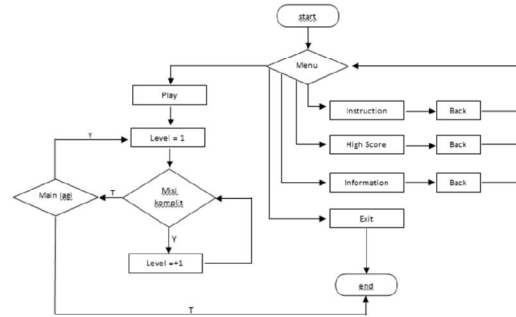 start
Menu
Play
Instruction
Back
Level = 1
High Score
Back
Y
Misi
komplit
Main lagi
T
Information
Back
Y
Exit
Level =+1
end
T